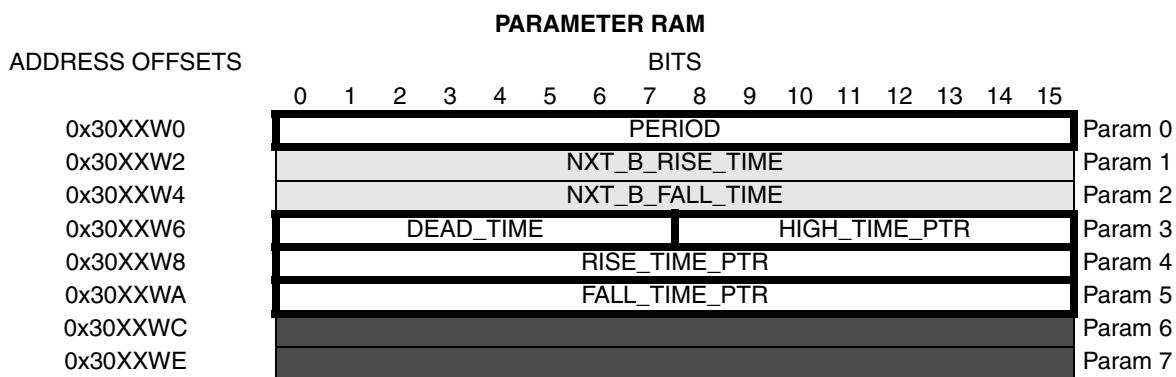 PARAMETER RAM
ADDRESS OFFSETS BITS
0 1 2 3 4 5 6 7 8 9 10 11 12 13 14 15
0x30XXW0 PERIOD Param 0
0x30XXW2 NXT_B_RISE_TIME Param 1
0x30XXW4 NXT_B_FALL_TIME Param 2
0x30XXW6 DEAD_TIME HIGH_TIME_PTR Param 3
0x30XXW8 RISE_TIME_PTR Param 4
0x30XXWA FALL_TIME_PTR Param 5
0x30XXWC Param 6
0x30XXWE Param 7